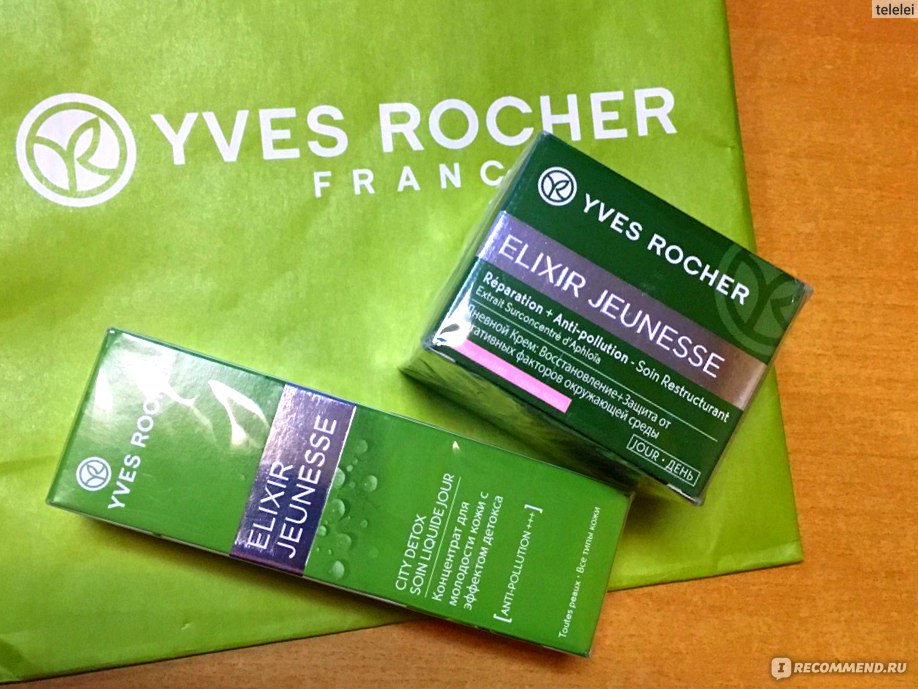 telelei
YVES ROCHER
FRANC
YVES ROCHER
ELIXIR JEUNESSE
Réparation + Anti-pollution - Soin Restructurant
Extrait Surconcentré d'Aphloïa
Дневной Крем: Восстановление+Защита от
негативных факторов окружающей среды
JOUR • ДЕНЬ
YVES ROC
ELIXIR
JEUNESSE
CITY DETOX
SOIN LIQUIDE JOUR
Концентрат для
молодости кожи с
эффектом детокса
[ANTI-POLLUTION +++]
Toutes peaux • Все типы кожи
I RECOMMEND.RU